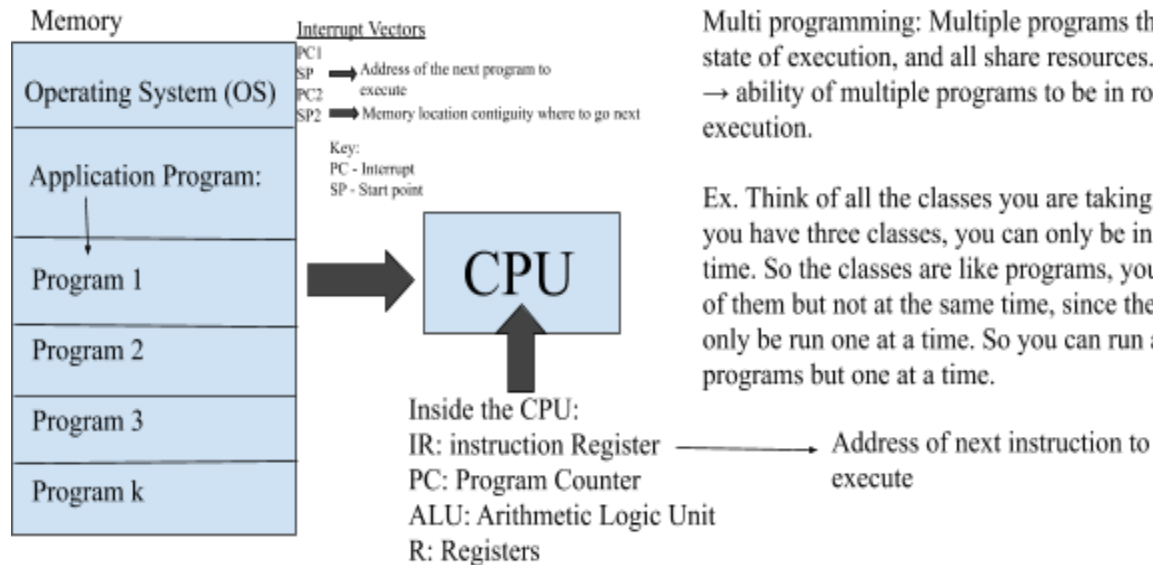 Memory
Operating System (OS)
Application Program:
Program 1
Program 2
Program 3
Program k
Interrupt Vectors
PC1
SP
Address of the next program to
execute
PC2
SP2
Memory location contiguity where to go next
Key:
PC - Interrupt
SP - Start point
CPU
Inside the CPU:
IR: instruction Register
PC: Program Counter
ALU: Arithmetic Logic Unit
R: Registers
Address of next instruction to
execute
Multi programming: Multiple programs th
state of execution, and all share resources.
→ ability of multiple programs to be in ro
execution.
Ex. Think of all the classes you are taking
you have three classes, you can only be in
time. So the classes are like programs, you
of them but not at the same time, since the
only be run one at a time. So you can run a
programs but one at a time.